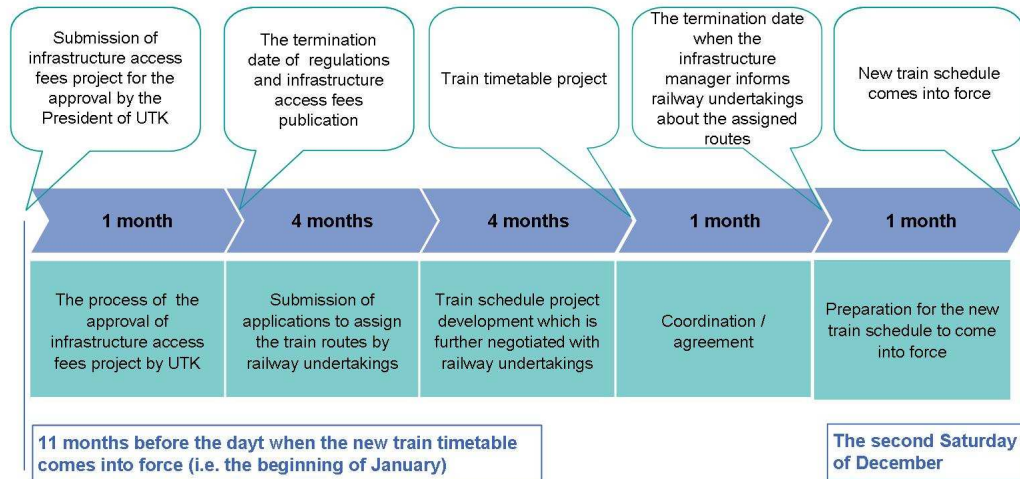 Submission of
infrastructure access
fees project for the
approval by the
President of UTK
The termination
date of regulations
and infrastructure
access fees
publication
Train timetable project
The termination date
when the
infrastructure
manager informs
railway undertakings
about the assigned
routes
New train schedule
comes into force
1 month
4 months
4 months
1 month
1 month
The process of the
approval of
infrastructure access
fees project by UTK
Submission of
applications to assign
the train routes by
railway undertakings
Train schedule project
development which is
further negotiated with
railway undertakings
Coordination /
agreement
Preparation for the new
train schedule to come
into force
11 months before the dayt when the new train timetable
comes into force (i.e. the beginning of January)
The second Saturday
of December